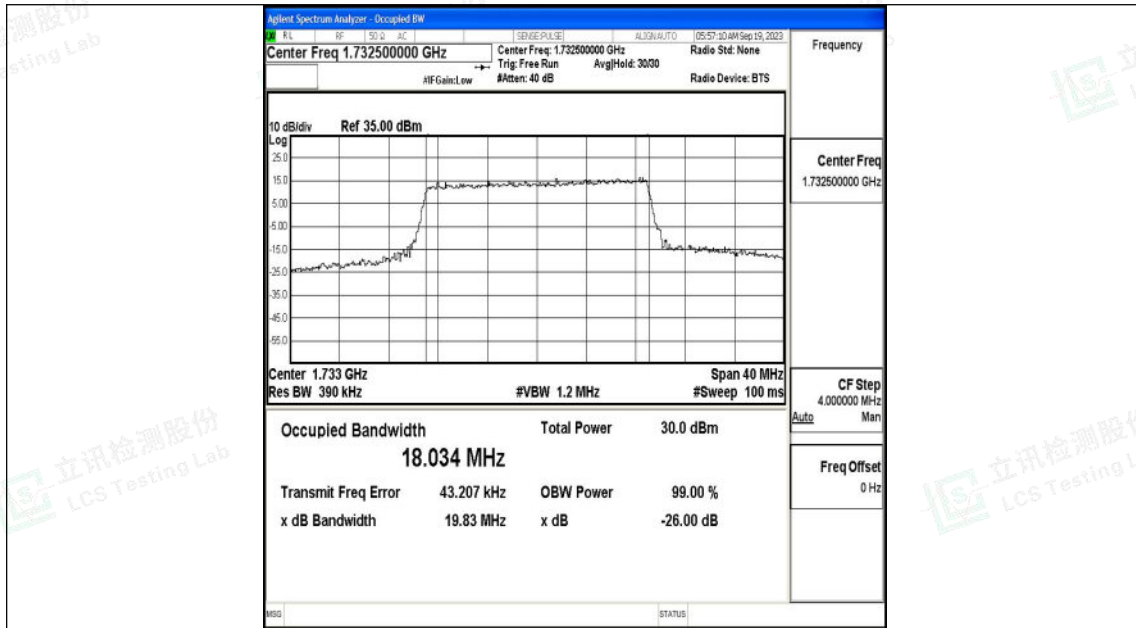 Agilent Spectrum Analyzer - Occupied BW
RL RF 50 Ω AC SENSE:PULSE ALIGNAUTO 05:57:10 AM Sep 19, 2023
Center Freq 1.732500000 GHz
Center Freq: 1.732500000 GHz
Radio Std: None
Trig: Free Run Avg|Hold: 30/30
#IFGain:Low
#Atten: 40 dB
Radio Device: BTS
10 dB/div Ref 35.00 dBm
Log
25.0
15.0
5.00
-5.00
-15.0
-25.0
-35.0
-45.0
-55.0
Center 1.733 GHz
Span 40 MHz
Res BW 390 kHz
#VBW 1.2 MHz
#Sweep 100 ms
Occupied Bandwidth
Total Power 30.0 dBm
18.034 MHz
Transmit Freq Error 43.207 kHz
OBW Power 99.00 %
x dB Bandwidth 19.83 MHz
x dB -26.00 dB
MSG
STATUS
Frequency
Center Freq
1.732500000 GHz
CF Step
4.000000 MHz
Auto Man
Freq Offset
0 Hz
立讯检测股份
LCS Testing Lab
立讯检测股份
LCS Testing L
测股份
esting Lab